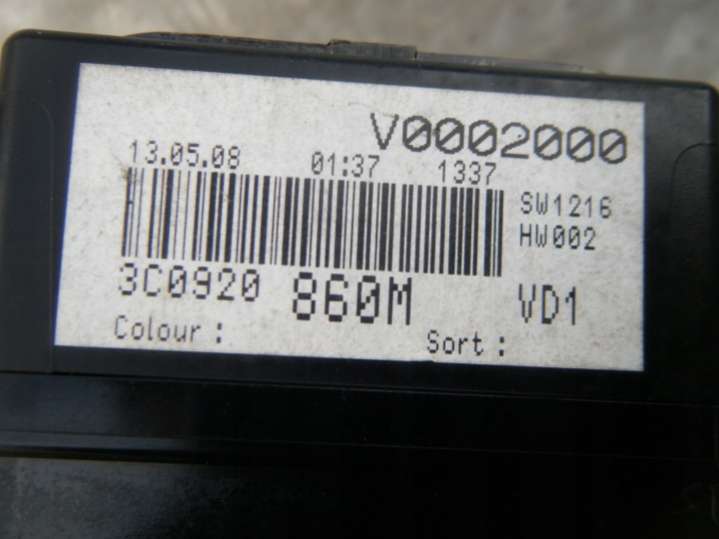 V0002000
13.05.08 01:37 1337
SW1216
HW002
3C0920 860M VD1
Colour : Sort :